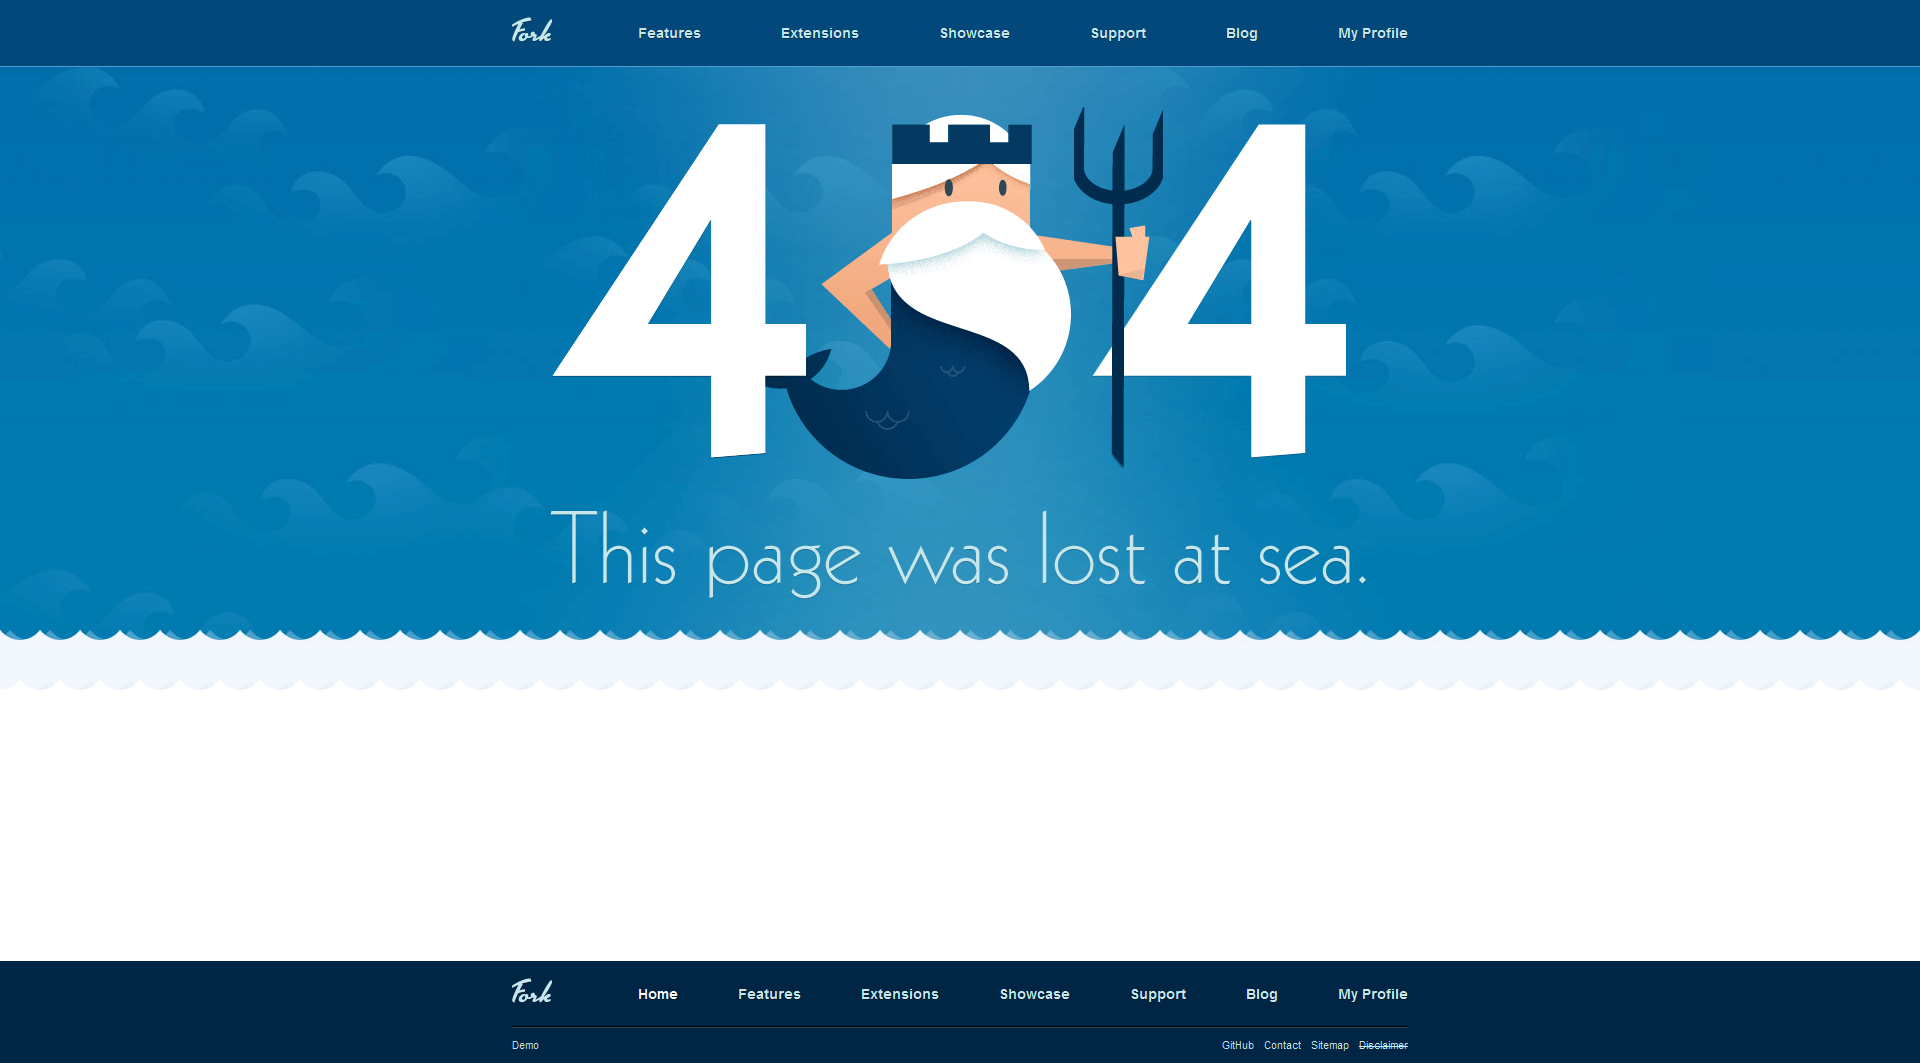 Fork Features Extensions Showcase Support Blog My Profile
4 4
This page was lost at sea.
Fork Home Features Extensions Showcase Support Blog My Profile
Demo GitHub Contact Sitemap Disclaimer